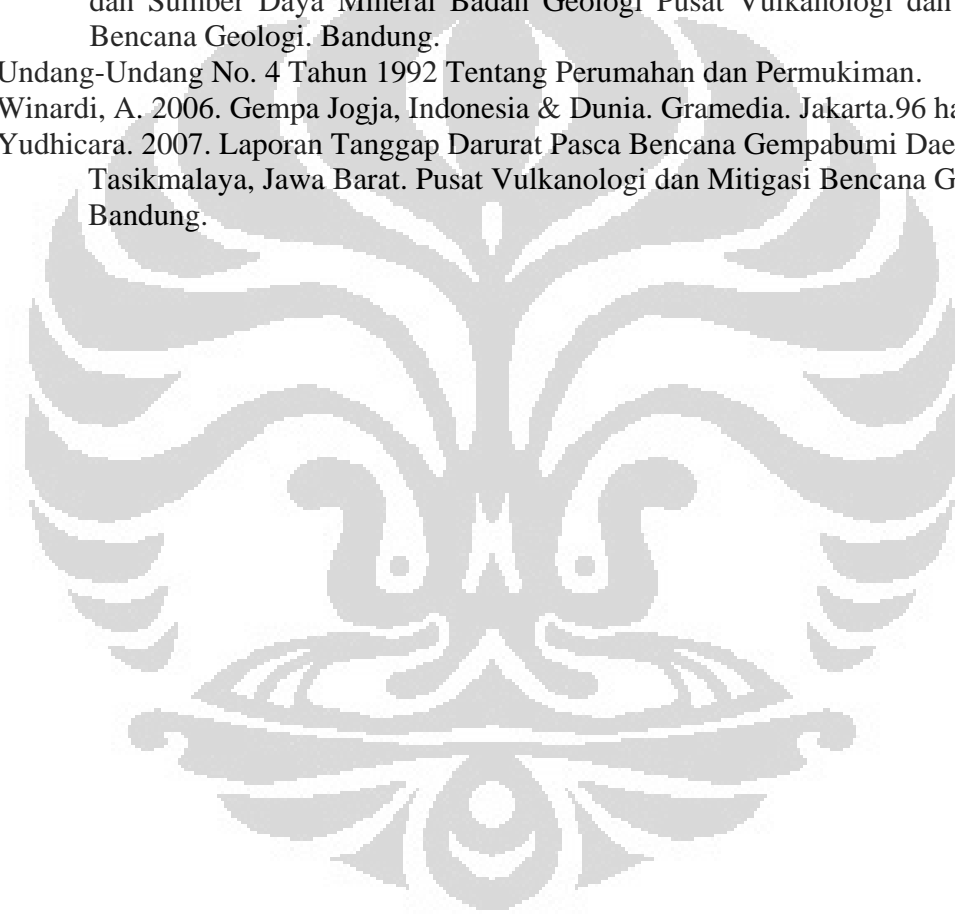 dan Sumber Daya Mineral Badan Geologi Pusat Vulkanologi dan
Bencana Geologi. Bandung.
Undang-Undang No. 4 Tahun 1992 Tentang Perumahan dan Permukiman.
Winardi, A. 2006. Gempa Jogja, Indonesia & Dunia. Gramedia. Jakarta.96 ha
Yudhicara. 2007. Laporan Tanggap Darurat Pasca Bencana Gempabumi Dae
Tasikmalaya, Jawa Barat. Pusat Vulkanologi dan Mitigasi Bencana G
Bandung.